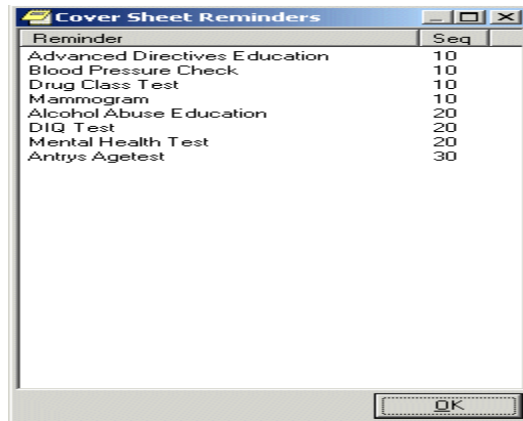 Cover Sheet Reminders
Reminder Seq
Advanced Directives Education 10
Blood Pressure Check 10
Drug Class Test 10
Mammogram 10
Alcohol Abuse Education 20
DIQ Test 20
Mental Health Test 20
Antrys Agetest 30
OK